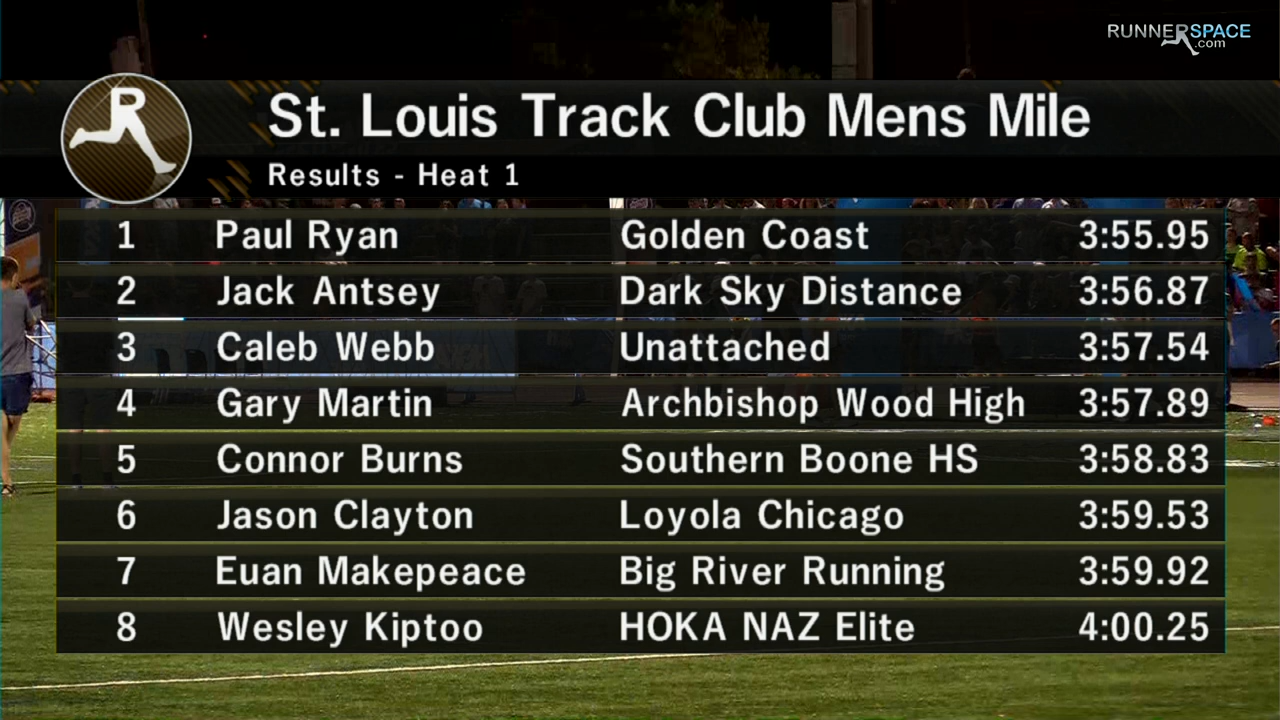 RUNNERSPACE
.com
R
St. Louis Track Club Mens Mile
Results - Heat 1
1 Paul Ryan Golden Coast 3:55.95
2 Jack Antsey Dark Sky Distance 3:56.87
3 Caleb Webb Unattached 3:57.54
4 Gary Martin Archbishop Wood High 3:57.89
5 Connor Burns Southern Boone HS 3:58.83
6 Jason Clayton Loyola Chicago 3:59.53
7 Euan Makepeace Big River Running 3:59.92
8 Wesley Kiptoo HOKA NAZ Elite 4:00.25